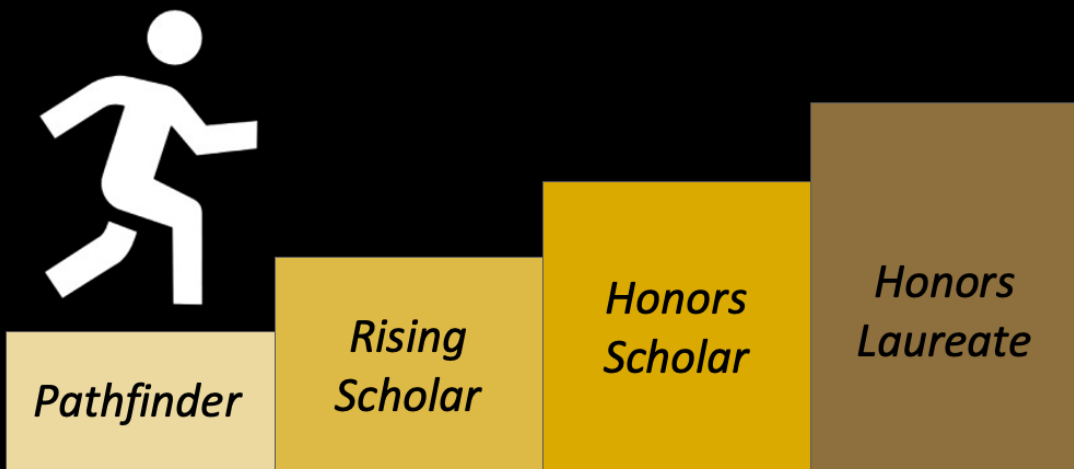 Pathfinder
Rising
Scholar
Honors
Scholar
Honors
Laureate